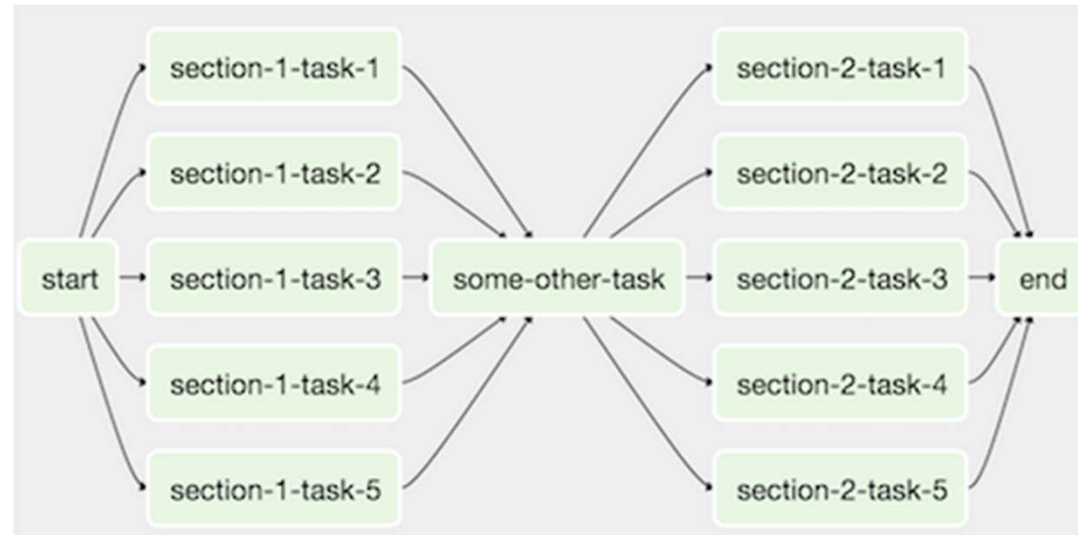 section-1-task-1
section-2-task-1
section-1-task-2
section-2-task-2
start
section-1-task-3
some-other-task
section-2-task-3
end
section-1-task-4
section-2-task-4
section-1-task-5
section-2-task-5